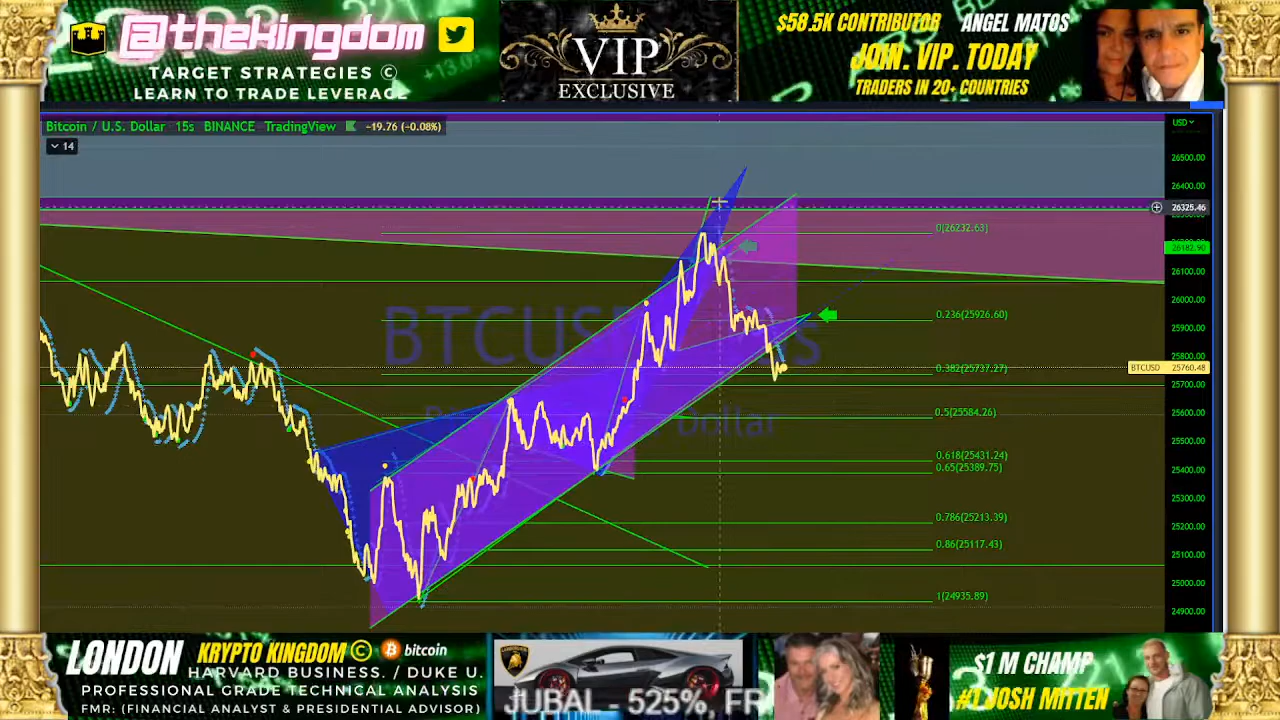 @thekingdom
TARGET STRATEGIES ©
LEARN TO TRADE LEVERAGE
VIP
EXCLUSIVE
$58.5K CONTRIBUTOR ANGEL MATOS
JOIN. VIP. TODAY
TRADERS IN 20+ COUNTRIES
Bitcoin / U.S. Dollar 15s BINANCE TradingView -19.76 (-0.08%)
14
USD
26500.00
26400.00
26325.46
0(26232.63)
26182.90
26100.00
26000.00
0.236(25926.60)
25900.00
25800.00
BTCUSD 25760.48
0.382(25737.27)
25700.00
0.5(25584.26)
25600.00
Dollar
25500.00
0.618(25431.24)
0.65(25389.75)
25400.00
25300.00
0.786(25213.39)
25200.00
0.86(25117.43)
25100.00
25000.00
1(24935.89)
24900.00
LONDON KRYPTO KINGDOM © bitcoin
HARVARD BUSINESS. / DUKE U.
PROFESSIONAL GRADE TECHNICAL ANALYSIS
FMR: (FINANCIAL ANALYST & PRESIDENTIAL ADVISOR)
JUBAL - 525%, FR
$1 M CHAMP
#1 JOSH MITTEN